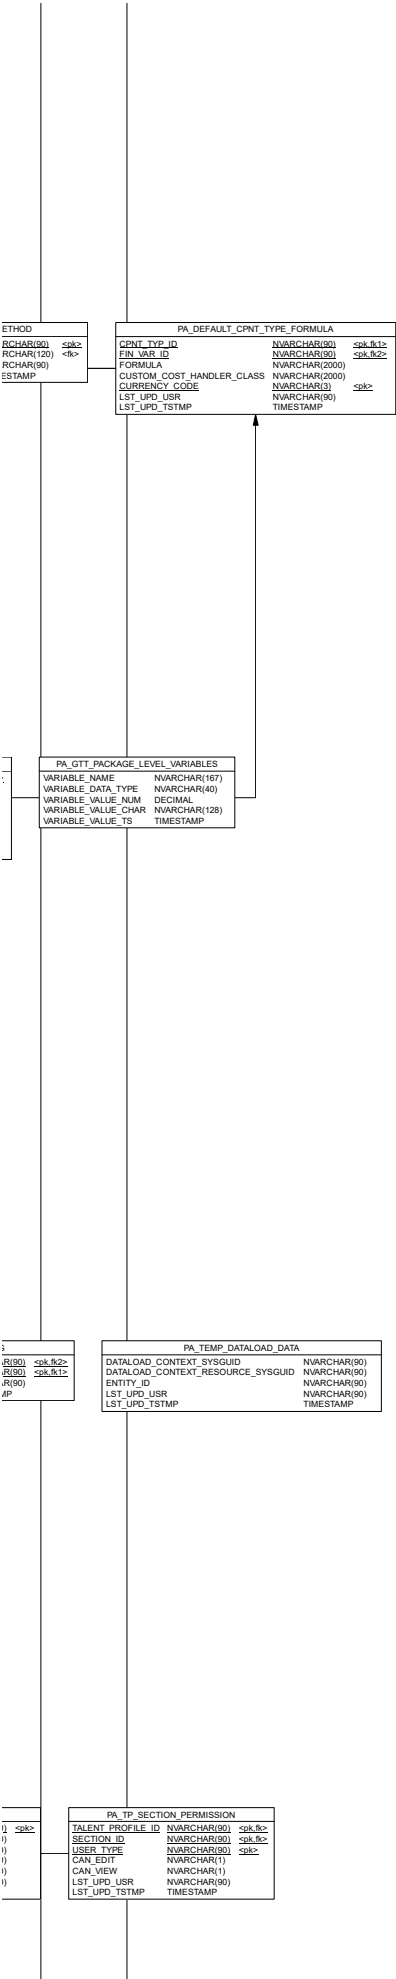 ETHOD
RCHAR(90) <pk>
RCHAR(120) <fk>
RCHAR(90)
ESTAMP
PA_DEFAULT_CPNT_TYPE_FORMULA
CPNT_TYP_ID NVARCHAR(90) <pk,fk1>
FIN_VAR_ID NVARCHAR(90) <pk,fk2>
FORMULA NVARCHAR(2000)
CUSTOM_COST_HANDLER_CLASS NVARCHAR(2000)
CURRENCY_CODE NVARCHAR(3) <pk>
LST_UPD_USR NVARCHAR(90)
LST_UPD_TSTMP TIMESTAMP
PA_GTT_PACKAGE_LEVEL_VARIABLES
VARIABLE_NAME NVARCHAR(167)
VARIABLE_DATA_TYPE NVARCHAR(40)
VARIABLE_VALUE_NUM DECIMAL
VARIABLE_VALUE_CHAR NVARCHAR(128)
VARIABLE_VALUE_TS TIMESTAMP
AR(90) <pk,fk2>
AR(90) <pk,fk1>
R(90)
MP
PA_TEMP_DATALOAD_DATA
DATALOAD_CONTEXT_SYSGUID NVARCHAR(90)
DATALOAD_CONTEXT_RESOURCE_SYSGUID NVARCHAR(90)
ENTITY_ID NVARCHAR(90)
LST_UPD_USR NVARCHAR(90)
LST_UPD_TSTMP TIMESTAMP
) <pk>
)
)
)
)
)
PA_TP_SECTION_PERMISSION
TALENT_PROFILE_ID NVARCHAR(90) <pk,fk>
SECTION_ID NVARCHAR(90) <pk,fk>
USER_TYPE NVARCHAR(90) <pk>
CAN_EDIT NVARCHAR(1)
CAN_VIEW NVARCHAR(1)
LST_UPD_USR NVARCHAR(90)
LST_UPD_TSTMP TIMESTAMP